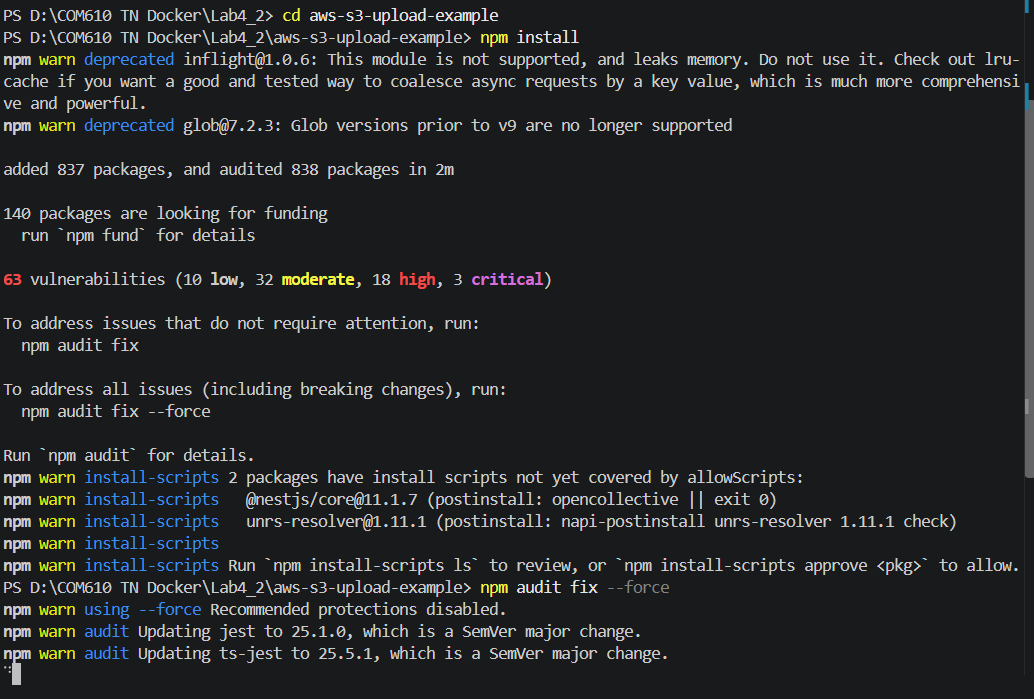 PS D:\COM610 TN Docker\Lab4_2> cd aws-s3-upload-example
PS D:\COM610 TN Docker\Lab4_2\aws-s3-upload-example> npm install
npm warn deprecated inflight@1.0.6: This module is not supported, and leaks memory. Do not use it. Check out lru-
cache if you want a good and tested way to coalesce async requests by a key value, which is much more comprehensi
ve and powerful.
npm warn deprecated glob@7.2.3: Glob versions prior to v9 are no longer supported
added 837 packages, and audited 838 packages in 2m
140 packages are looking for funding
  run `npm fund` for details
63 vulnerabilities (10 low, 32 moderate, 18 high, 3 critical)
To address issues that do not require attention, run:
  npm audit fix
To address all issues (including breaking changes), run:
  npm audit fix --force
Run `npm audit` for details.
npm warn install-scripts 2 packages have install scripts not yet covered by allowScripts:
npm warn install-scripts   @nestjs/core@11.1.7 (postinstall: opencollective || exit 0)
npm warn install-scripts   unrs-resolver@1.11.1 (postinstall: napi-postinstall unrs-resolver 1.11.1 check)
npm warn install-scripts
npm warn install-scripts Run `npm install-scripts ls` to review, or `npm install-scripts approve <pkg>` to allow.
PS D:\COM610 TN Docker\Lab4_2\aws-s3-upload-example> npm audit fix --force
npm warn using --force Recommended protections disabled.
npm warn audit Updating jest to 25.1.0, which is a SemVer major change.
npm warn audit Updating ts-jest to 25.5.1, which is a SemVer major change.